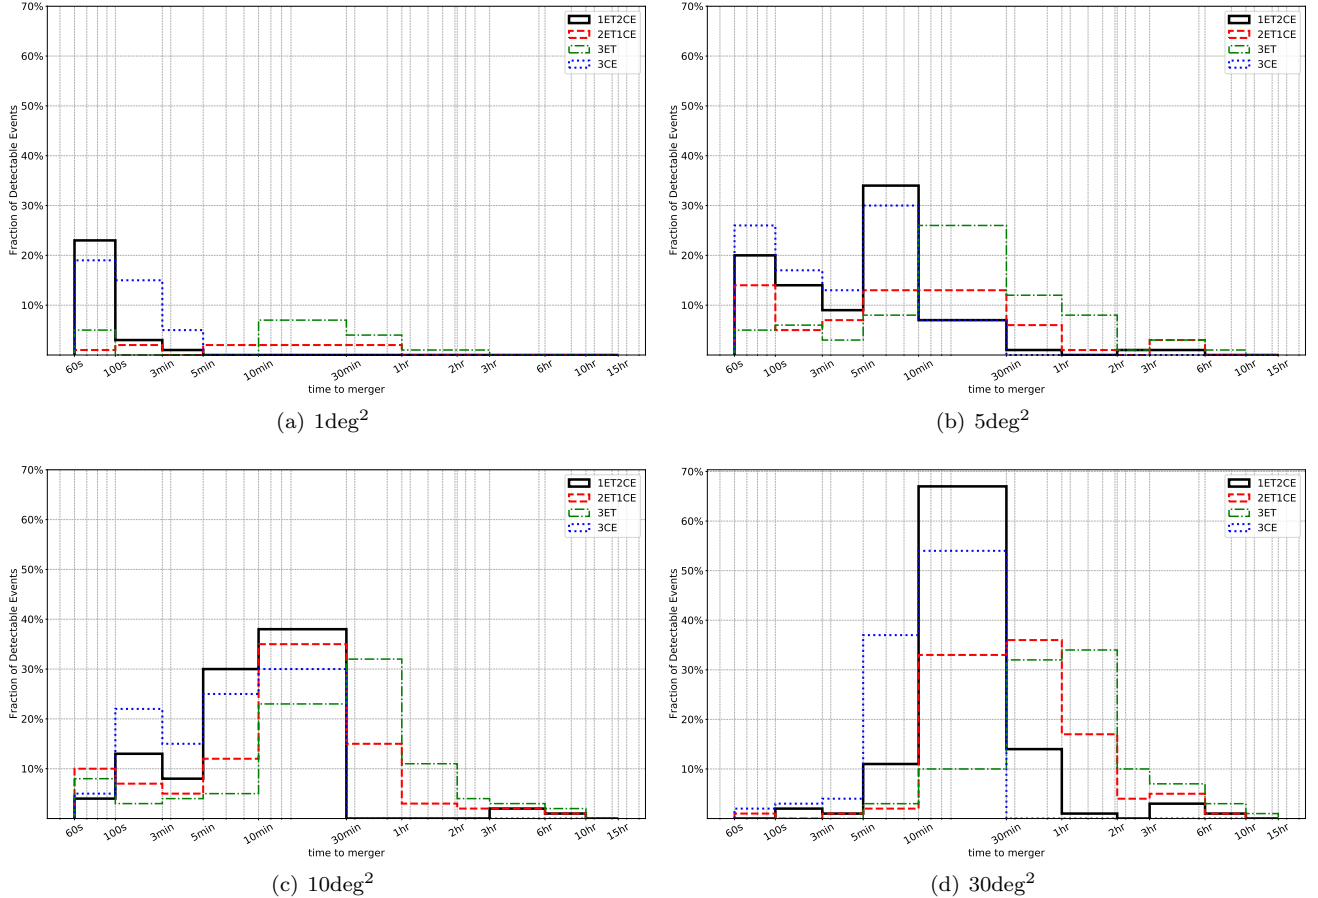 70%
60%
50%
40%
30%
20%
10%
Fraction of Detectable Events
1ET2CE
2ET1CE
3ET
3CE
60s 100s 3min 5min 10min 30min 1hr 2hr 3hr 6hr 10hr 15hr
time to merger
(a) 1deg²
70%
60%
50%
40%
30%
20%
10%
Fraction of Detectable Events
1ET2CE
2ET1CE
3ET
3CE
60s 100s 3min 5min 10min 30min 1hr 2hr 3hr 6hr 10hr 15hr
time to merger
(b) 5deg²
70%
60%
50%
40%
30%
20%
10%
Fraction of Detectable Events
1ET2CE
2ET1CE
3ET
3CE
60s 100s 3min 5min 10min 30min 1hr 2hr 3hr 6hr 10hr 15hr
time to merger
(c) 10deg²
70%
60%
50%
40%
30%
20%
10%
Fraction of Detectable Events
1ET2CE
2ET1CE
3ET
3CE
60s 100s 3min 5min 10min 30min 1hr 2hr 3hr 6hr 10hr 15hr
time to merger
(d) 30deg²